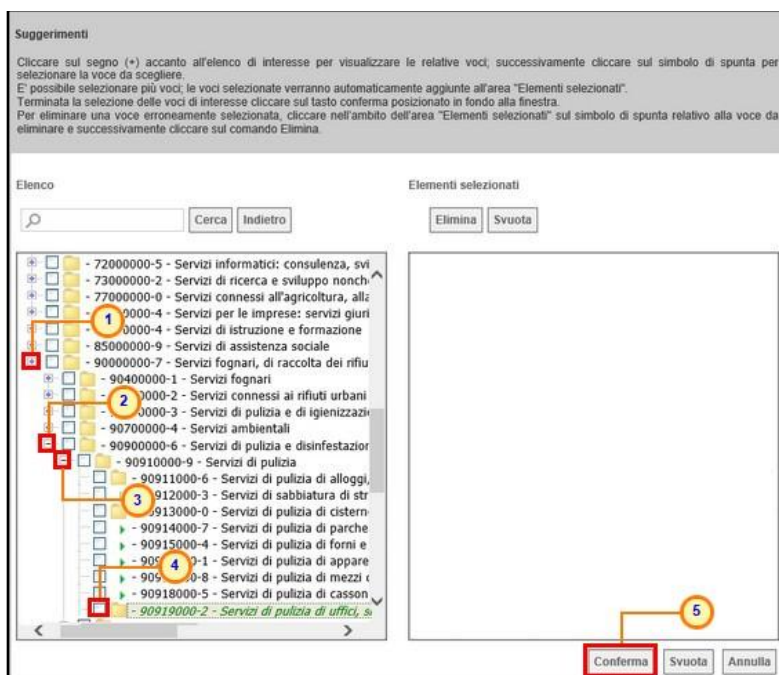 Suggerimenti
Cliccare sul segno (+) accanto all'elenco di interesse per visualizzare le relative voci; successivamente cliccare sul simbolo di spunta per
selezionare la voce da scegliere.
E' possibile selezionare più voci; le voci selezionate verranno automaticamente aggiunte all'area "Elementi selezionati".
Terminata la selezione delle voci di interesse cliccare sul tasto conferma posizionato in fondo alla finestra.
Per eliminare una voce erroneamente selezionata, cliccare nell'ambito dell'area "Elementi selezionati" sul simbolo di spunta relativo alla voce da
eliminare e successivamente cliccare sul comando Elimina.
Elenco
Elementi selezionati
Cerca Indietro
Elimina Svuota
- 72000000-5 - Servizi informatici: consulenza, svi
- 73000000-2 - Servizi di ricerca e sviluppo nonch
- 77000000-0 - Servizi connessi all'agricoltura, alla
0000-4 - Servizi per le imprese: servizi giuri
1
0000-4 - Servizi di istruzione e formazione
- 85000000-9 - Servizi di assistenza sociale
- 90000000-7 - Servizi fognari, di raccolta dei rifiu
- 90400000-1 - Servizi fognari
2
000-2 - Servizi connessi ai rifiuti urbani
000-3 - Servizi di pulizia e di igienizzazi
- 90700000-4 - Servizi ambientali
- 90900000-6 - Servizi di pulizia e disinfestazion
- 90910000-9 - Servizi di pulizia
- 90911000-6 - Servizi di pulizia di alloggi,
3
912000-3 - Servizi di sabbiatura di str
913000-0 - Servizi di pulizia di cistern
- 90914000-7 - Servizi di pulizia di parche
- 90915000-4 - Servizi di pulizia di forni e
4
- 90 0-1 - Servizi di pulizia di appare
- 909 0-8 - Servizi di pulizia di mezzi
- 90918000-5 - Servizi di pulizia di casson
- 90919000-2 - Servizi di pulizia di uffici, s
5
Conferma Svuota Annulla